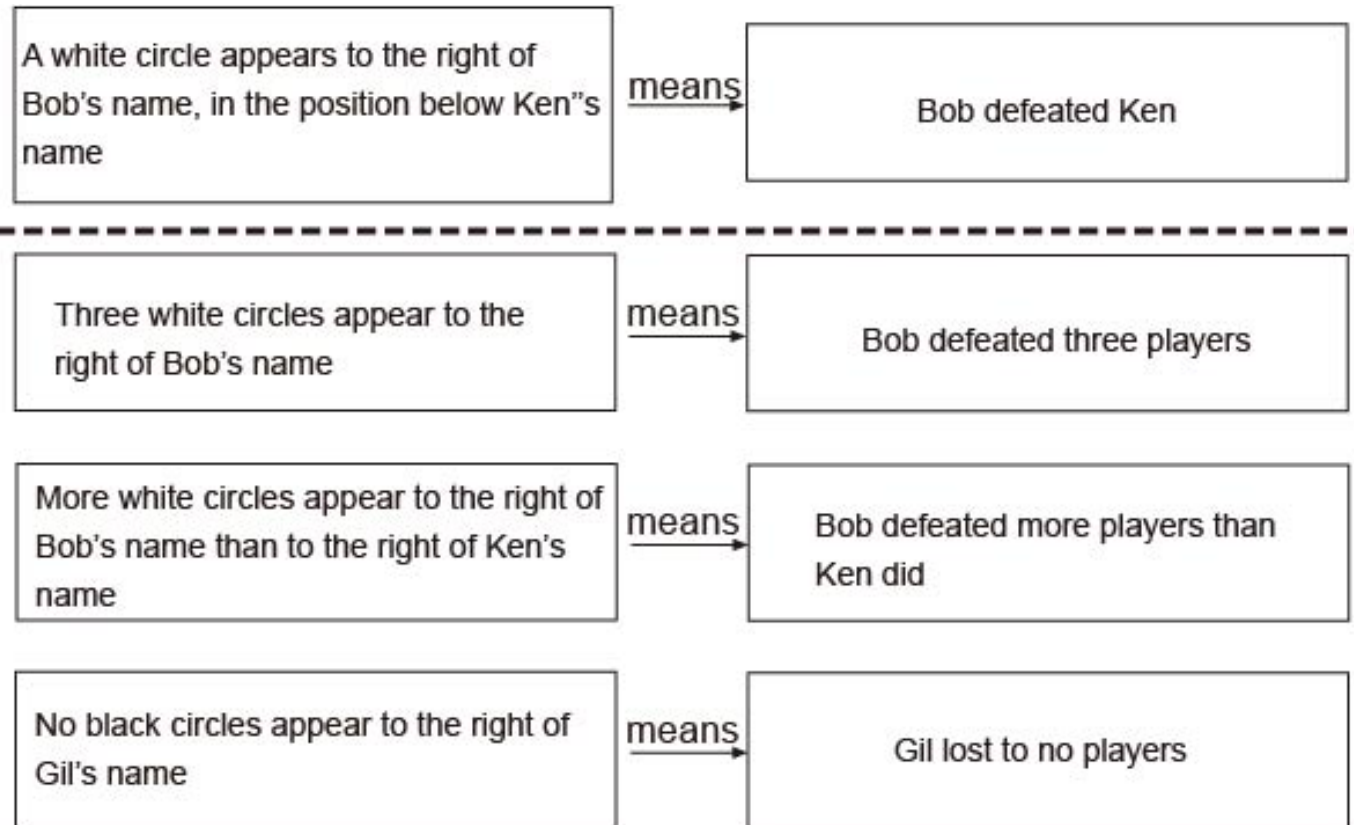 A white circle appears to the right of
Bob's name, in the position below Ken"s
name
means
Bob defeated Ken
Three white circles appear to the
right of Bob's name
means
Bob defeated three players
More white circles appear to the right of
Bob's name than to the right of Ken's
name
means
Bob defeated more players than
Ken did
No black circles appear to the right of
Gil's name
means
Gil lost to no players